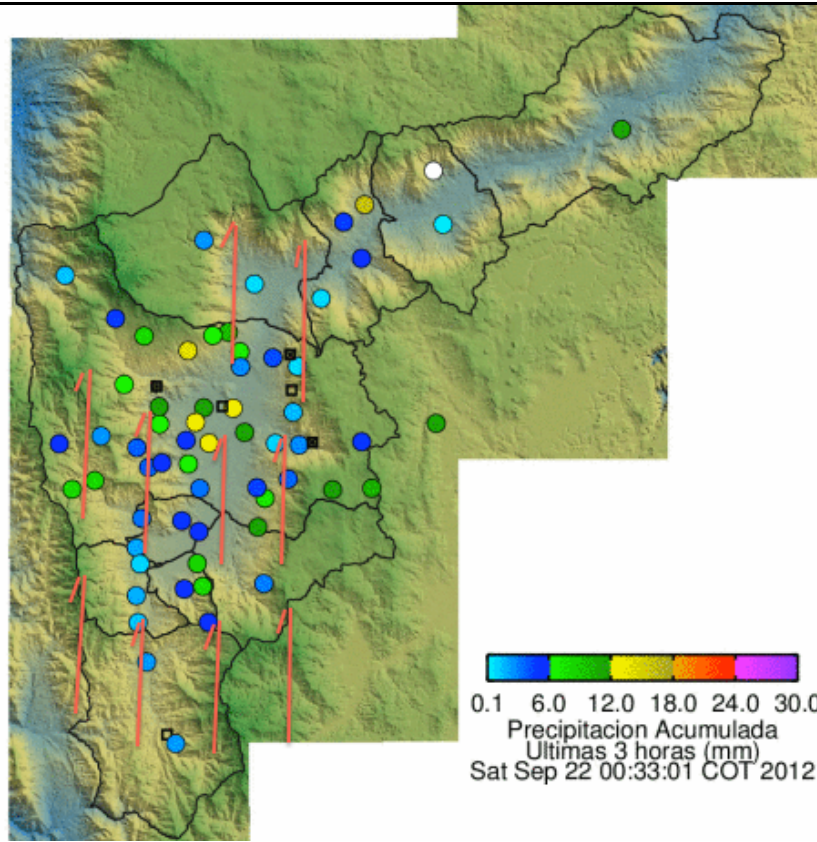 0.1 6.0 12.0 18.0 24.0 30.0
Precipitacion Acumulada
Ultimas 3 horas (mm)
Sat Sep 22 00:33:01 COT 2012